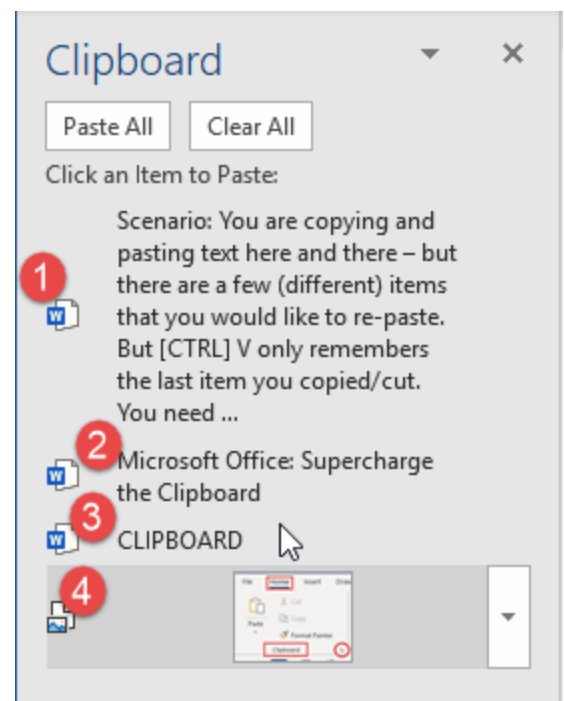 Clipboard
Paste All
Clear All
Click an Item to Paste:
Scenario: You are copying and
pasting text here and there – but
there are a few (different) items
that you would like to re-paste.
But [CTRL] V only remembers
the last item you copied/cut.
You need ...
1
Microsoft Office: Supercharge
the Clipboard
2
CLIPBOARD
3
4
File Home Insert Draw
Cut
Copy
Paste
Format Painter
Clipboard